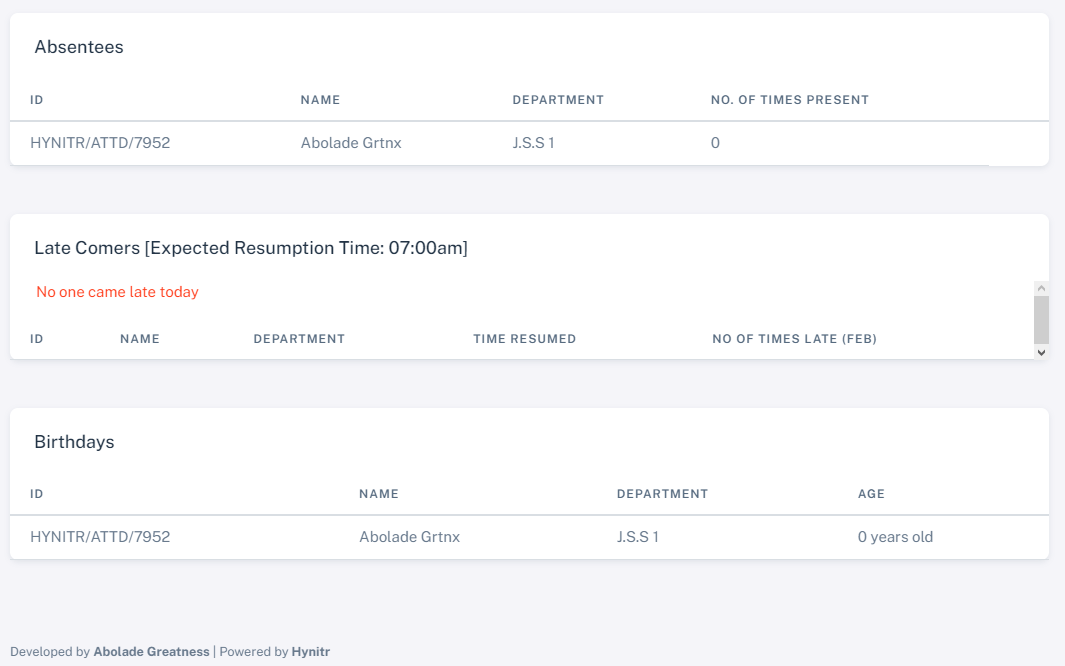 Absentees
ID NAME DEPARTMENT NO. OF TIMES PRESENT
HYNITR/ATTD/7952 Abolade Grtnx J.S.S 1 0
Late Comers [Expected Resumption Time: 07:00am]
No one came late today
ID NAME DEPARTMENT TIME RESUMED NO OF TIMES LATE (FEB)
Birthdays
ID NAME DEPARTMENT AGE
HYNITR/ATTD/7952 Abolade Grtnx J.S.S 1 0 years old
Developed by Abolade Greatness | Powered by Hynitr